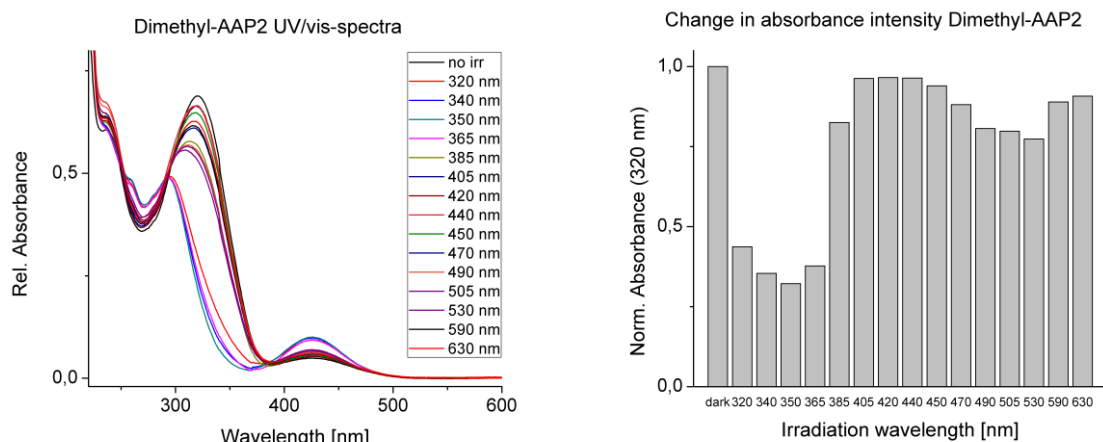 Dimethyl-AAP2 UV/vis-spectra
Rel. Absorbance
0,5
0,0
300
400
500
600
Wavelength [nm]
no irr
320 nm
340 nm
350 nm
365 nm
385 nm
405 nm
420 nm
440 nm
450 nm
470 nm
490 nm
505 nm
530 nm
590 nm
630 nm
Change in absorbance intensity Dimethyl-AAP2
Norm. Absorbance (320 nm)
1,0
0,5
0,0
dark 320 340 350 365 385 405 420 440 450 470 490 505 530 590 630
Irradiation wavelength [nm]